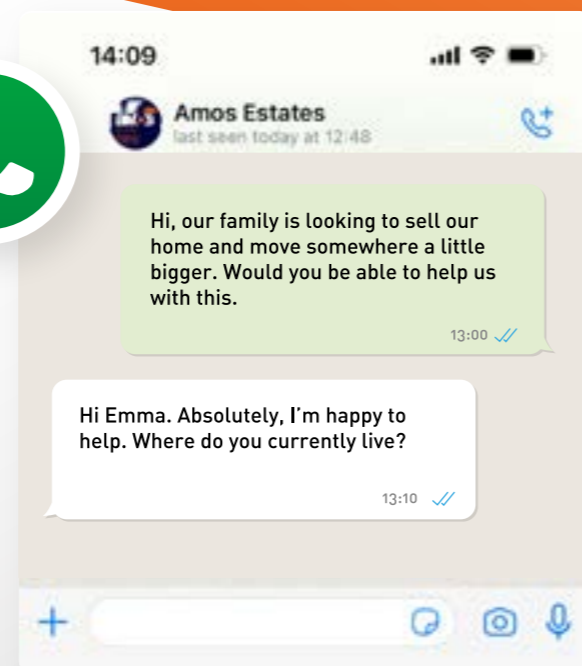 14:09
Amos Estates
last seen today at 12:48
Hi, our family is looking to sell our
home and move somewhere a little
bigger. Would you be able to help us
with this.
13:00
Hi Emma. Absolutely, I'm happy to
help. Where do you currently live?
13:10